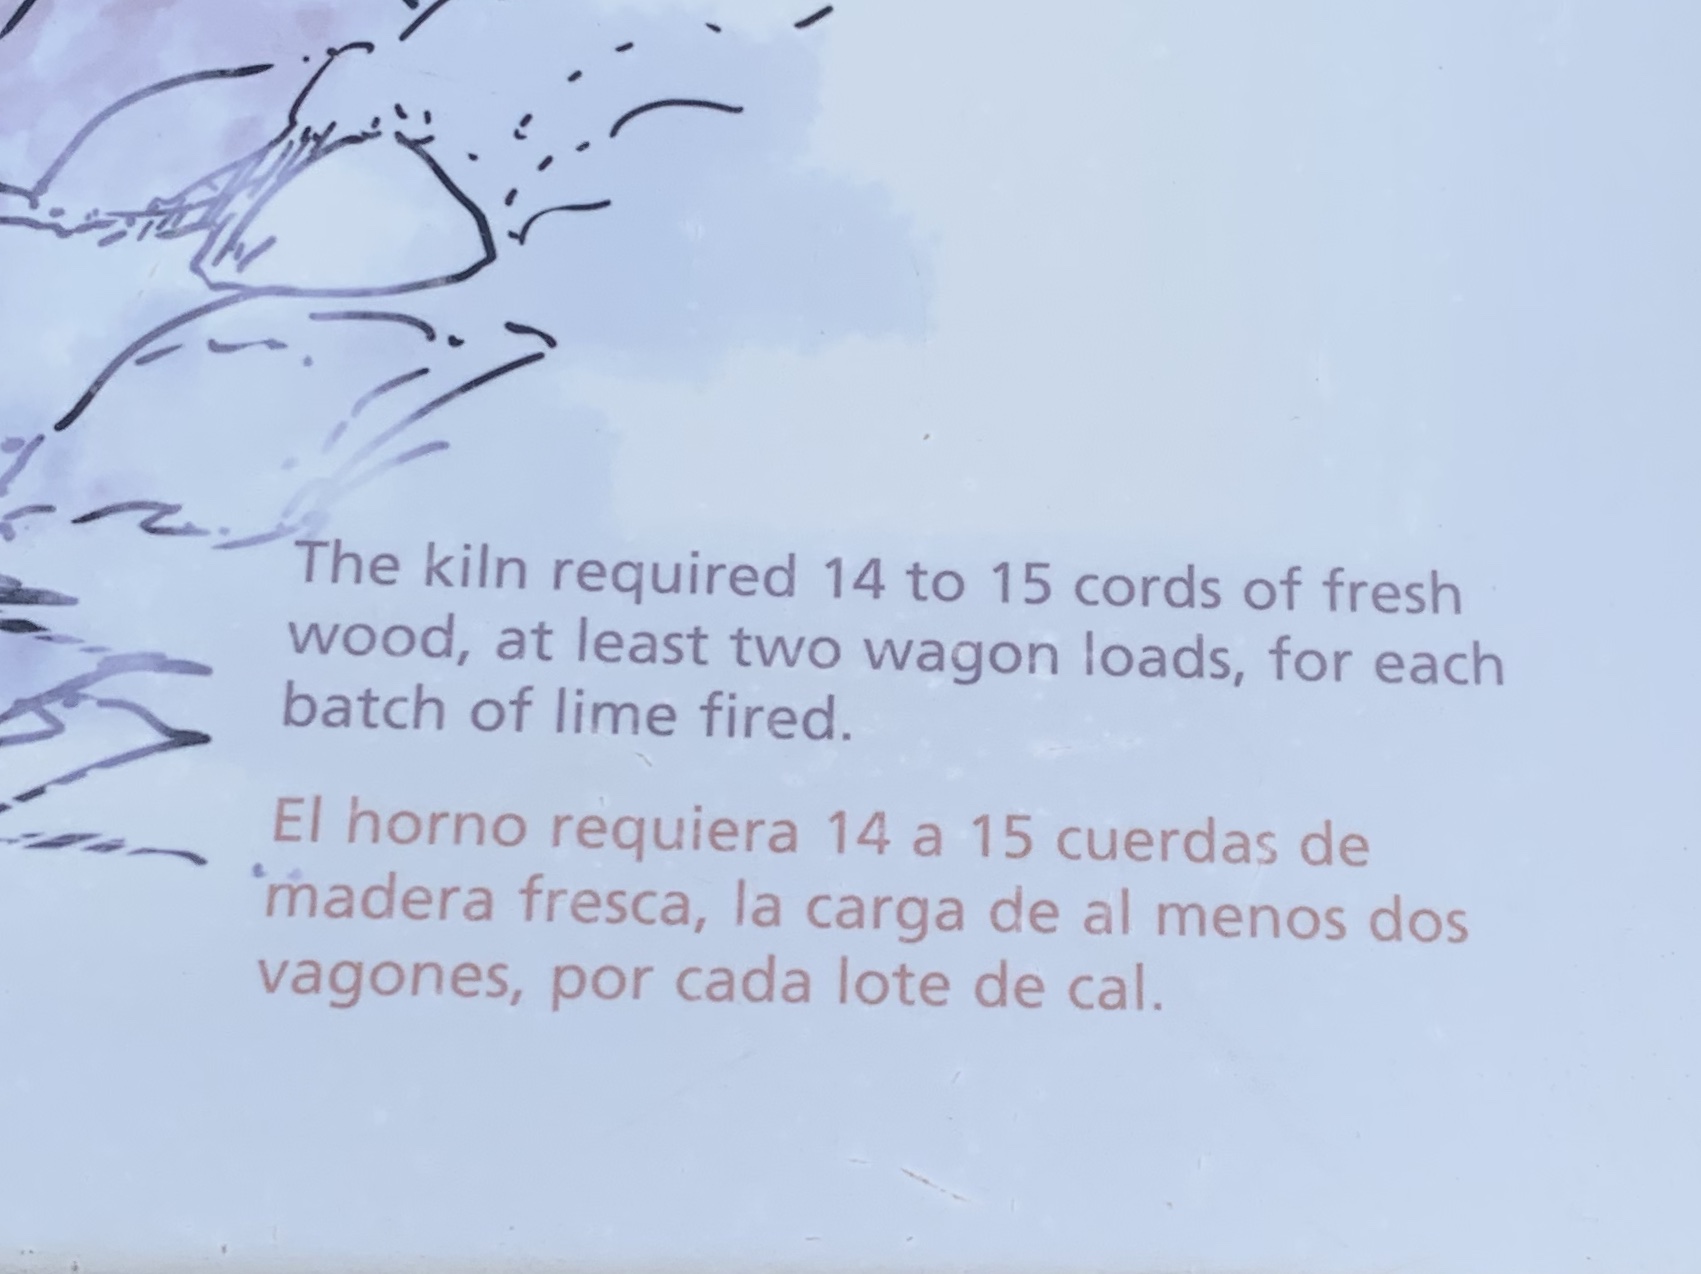 The kiln required 14 to 15 cords of fresh
wood, at least two wagon loads, for each
batch of lime fired.
El horno requiera 14 a 15 cuerdas de
madera fresca, la carga de al menos dos
vagones, por cada lote de cal.